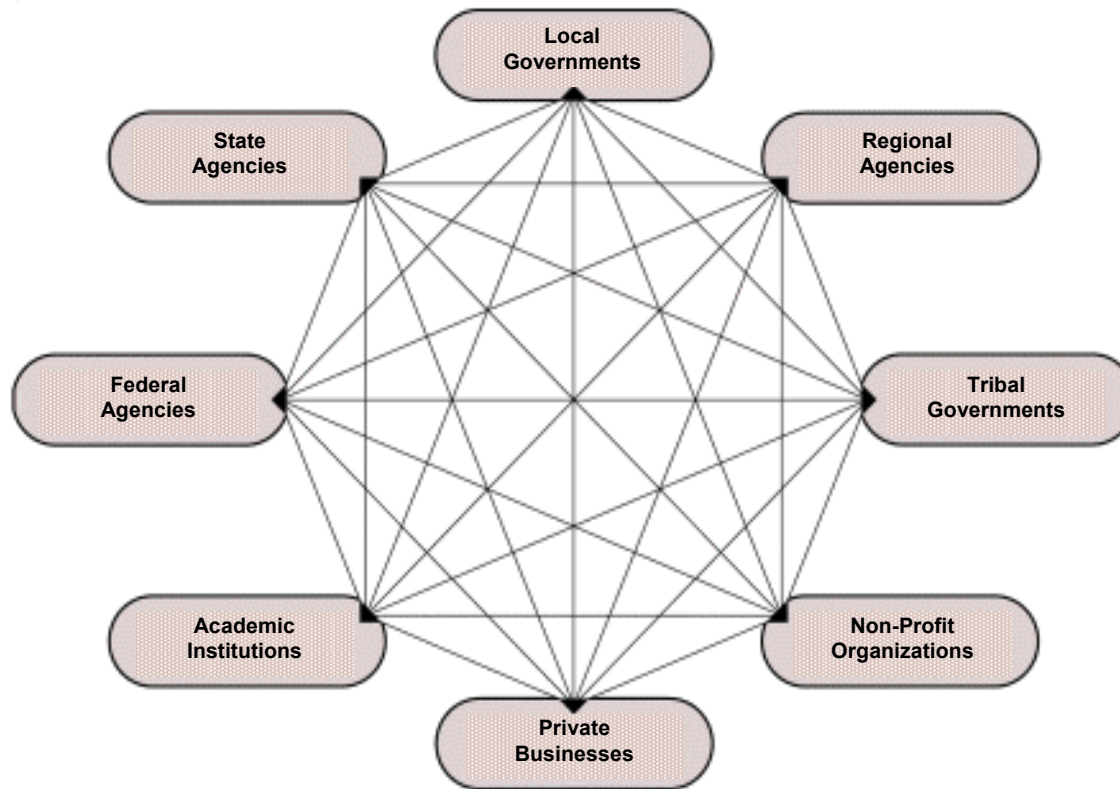 Local
Governments
State
Agencies
Regional
Agencies
Federal
Agencies
Tribal
Governments
Academic
Institutions
Non-Profit
Organizations
Private
Businesses